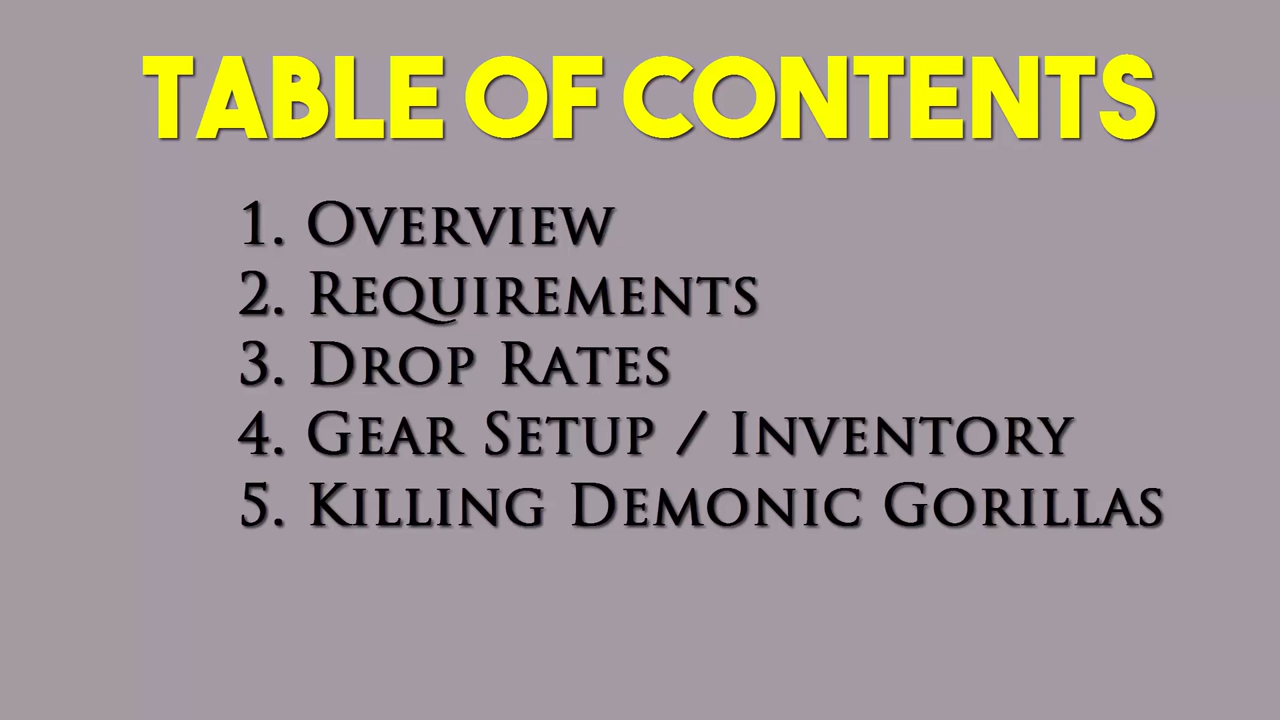 TABLE OF CONTENTS
1. Overview
2. Requirements
3. Drop Rates
4. Gear Setup / Inventory
5. Killing Demonic Gorillas